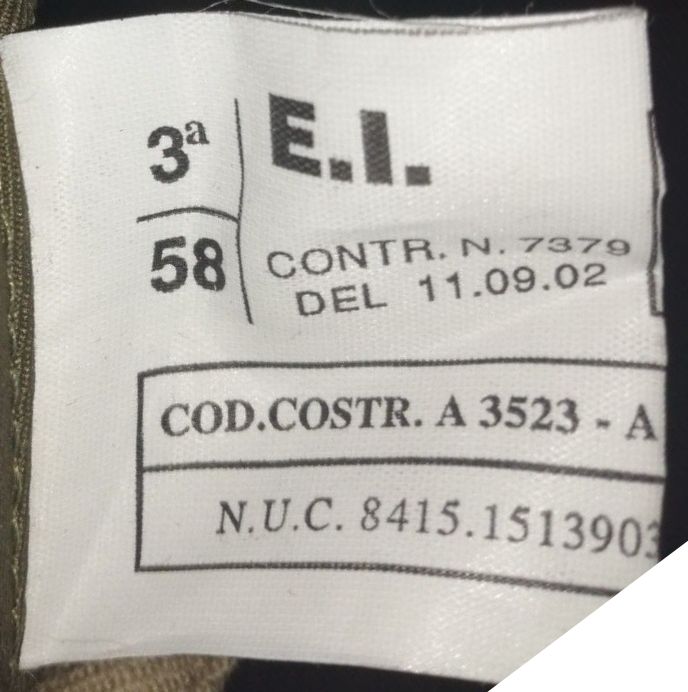 3ª
58
E.I.
CONTR. N. 7379
DEL 11.09.02
COD.COSTR. A 3523 - A
N.U.C. 8415.1513903